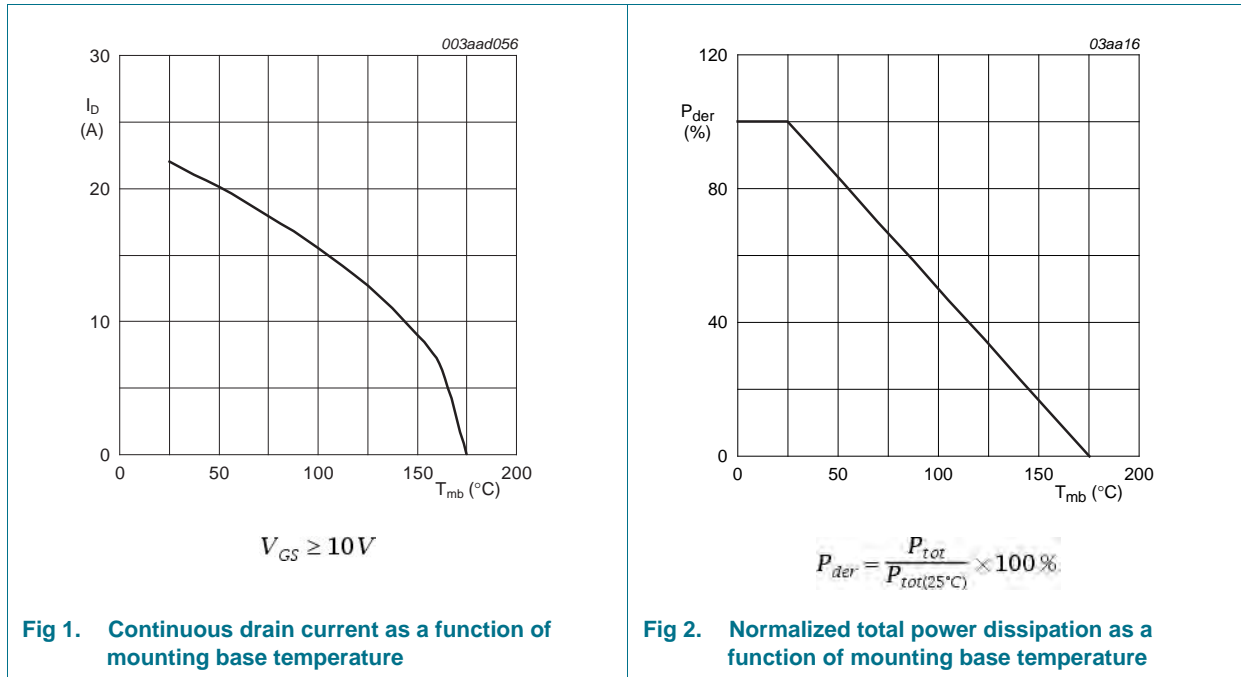 003aad056
30
I_D
(A)
20
10
0
0 50 100 150 200
T_mb (°C)
V_GS ≥ 10 V
Fig 1. Continuous drain current as a function of
mounting base temperature
03aa16
120
P_der
(%)
80
40
0
0 50 100 150 200
T_mb (°C)
P_der = P_tot / P_tot(25°C) × 100 %
Fig 2. Normalized total power dissipation as a
function of mounting base temperature